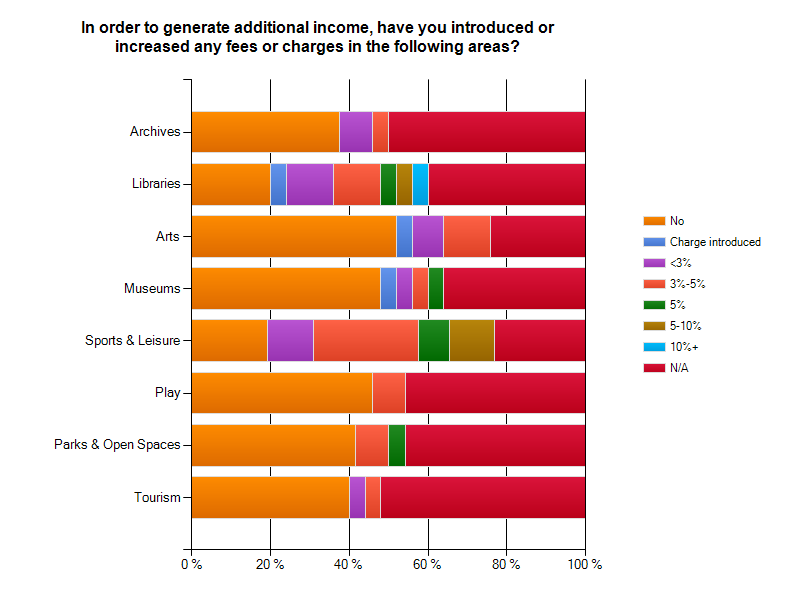 In order to generate additional income, have you introduced or
increased any fees or charges in the following areas?
Archives
Libraries
Arts
Museums
Sports & Leisure
Play
Parks & Open Spaces
Tourism
0 % 20 % 40 % 60 % 80 % 100 %
No
Charge introduced
<3%
3%-5%
5%
5-10%
10%+
N/A